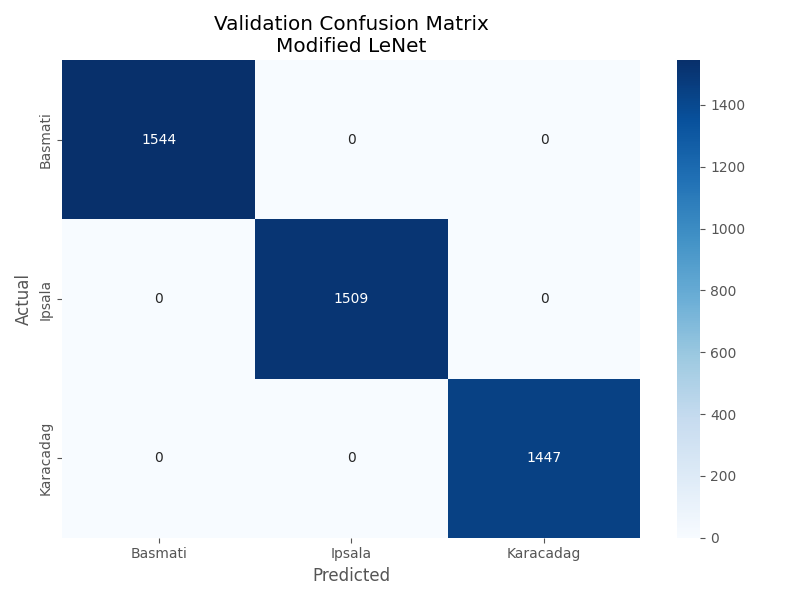 Validation Confusion Matrix
Modified LeNet
Actual
Basmati
1544
0
0
Ipsala
0
1509
0
Karacadag
0
0
1447
Basmati
Ipsala
Karacadag
Predicted
1400
1200
1000
800
600
400
200
0